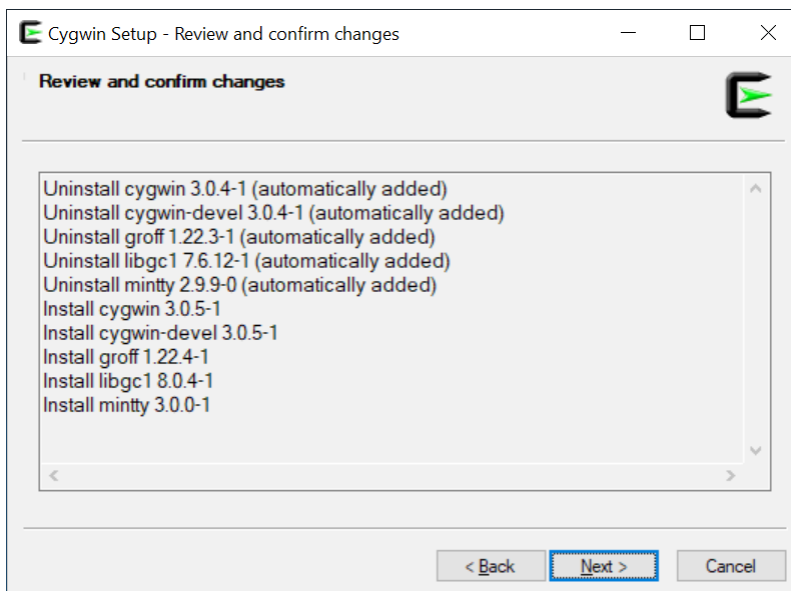 Cygwin Setup - Review and confirm changes
Review and confirm changes
Uninstall cygwin 3.0.4-1 (automatically added)
Uninstall cygwin-devel 3.0.4-1 (automatically added)
Uninstall groff 1.22.3-1 (automatically added)
Uninstall libgc1 7.6.12-1 (automatically added)
Uninstall mintty 2.9.9-0 (automatically added)
Install cygwin 3.0.5-1
Install cygwin-devel 3.0.5-1
Install groff 1.22.4-1
Install libgc1 8.0.4-1
Install mintty 3.0.0-1
< Back Next > Cancel